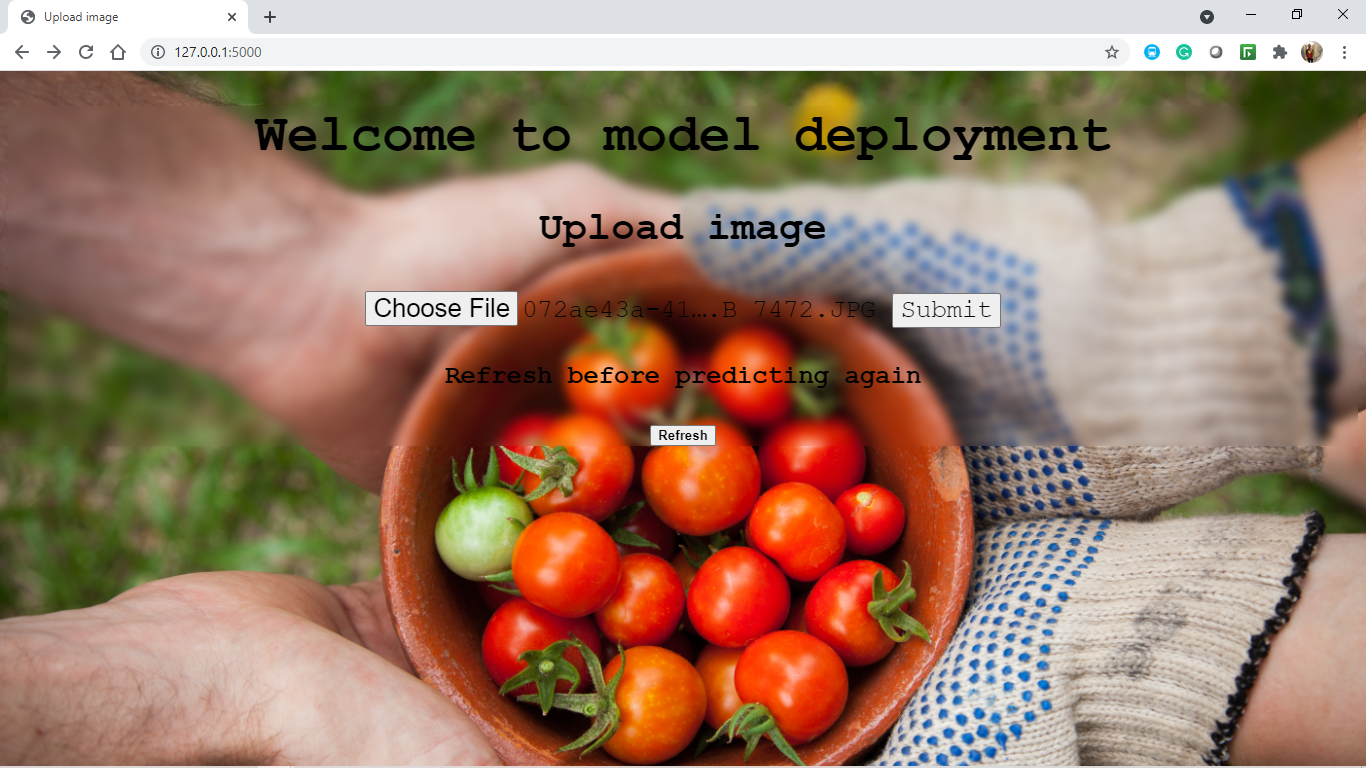 Upload image
127.0.0.1:5000
Welcome to model deployment
Upload image
Choose File 072ae43a-41….B 7472.JPG Submit
Refresh before predicting again
Refresh